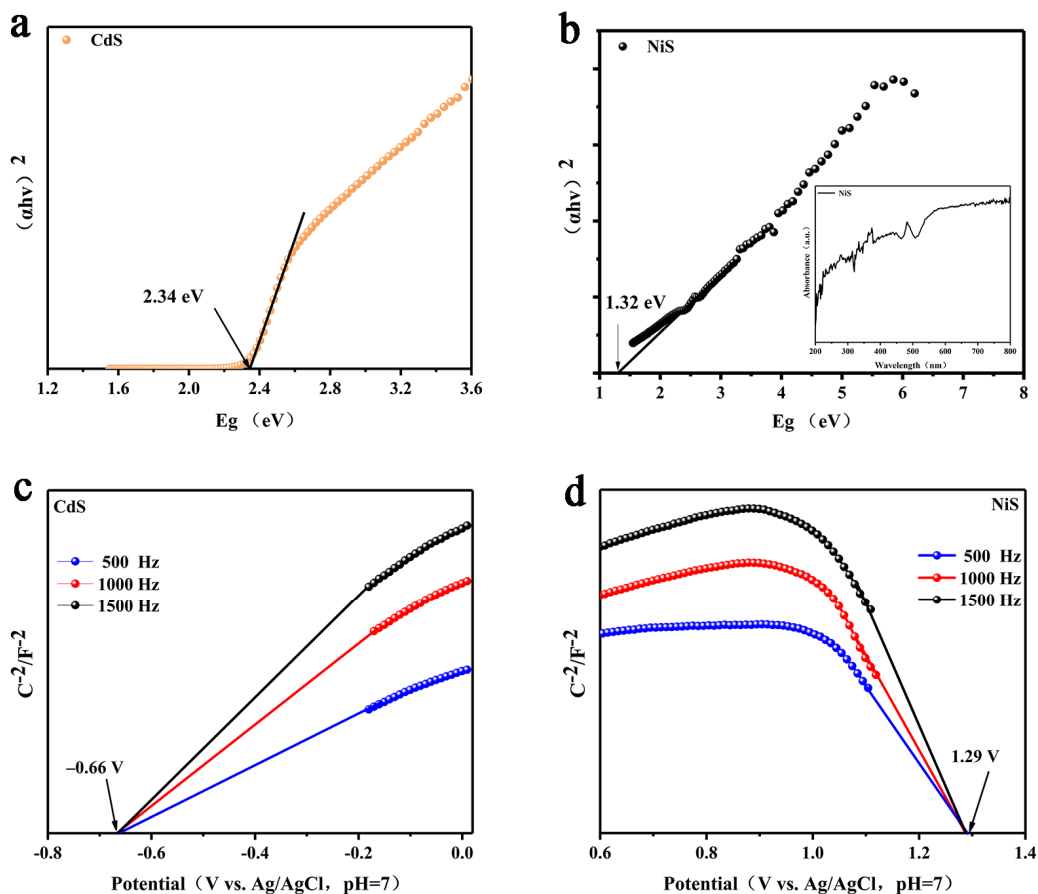 a
CdS
(αhv) 2
2.34 eV
1.2 1.6 2.0 2.4 2.8 3.2 3.6
Eg (eV)
b
NiS
(αhv) 2
1.32 eV
1 2 3 4 5 6 7 8
Eg (eV)
NiS
Absorbance (a.u.)
200 300 400 500 600 700 800
Wavelength (nm)
c
CdS
500 Hz
1000 Hz
1500 Hz
C-2/F-2
–0.66 V
-0.8 -0.6 -0.4 -0.2 0.0
Potential (V vs. Ag/AgCl, pH=7)
d
NiS
500 Hz
1000 Hz
1500 Hz
C-2/F-2
1.29 V
0.6 0.8 1.0 1.2 1.4
Potential (V vs. Ag/AgCl, pH=7)